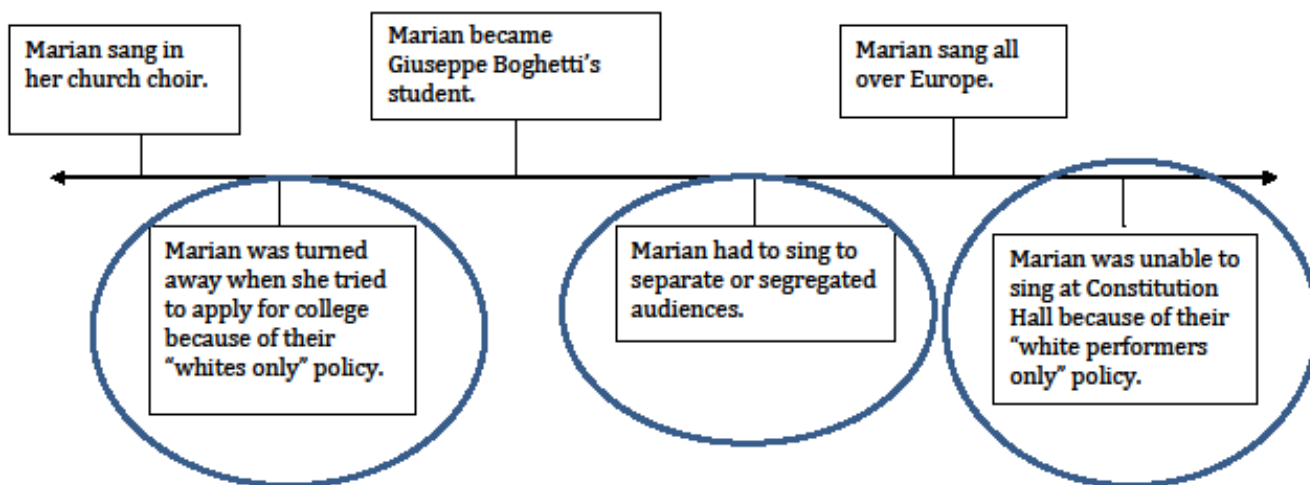 Marian sang in
her church choir.
Marian became
Giuseppe Boghetti’s
student.
Marian sang all
over Europe.
Marian was turned
away when she tried
to apply for college
because of their
“whites only” policy.
Marian had to sing to
separate or segregated
audiences.
Marian was unable to
sing at Constitution
Hall because of their
“white performers
only” policy.